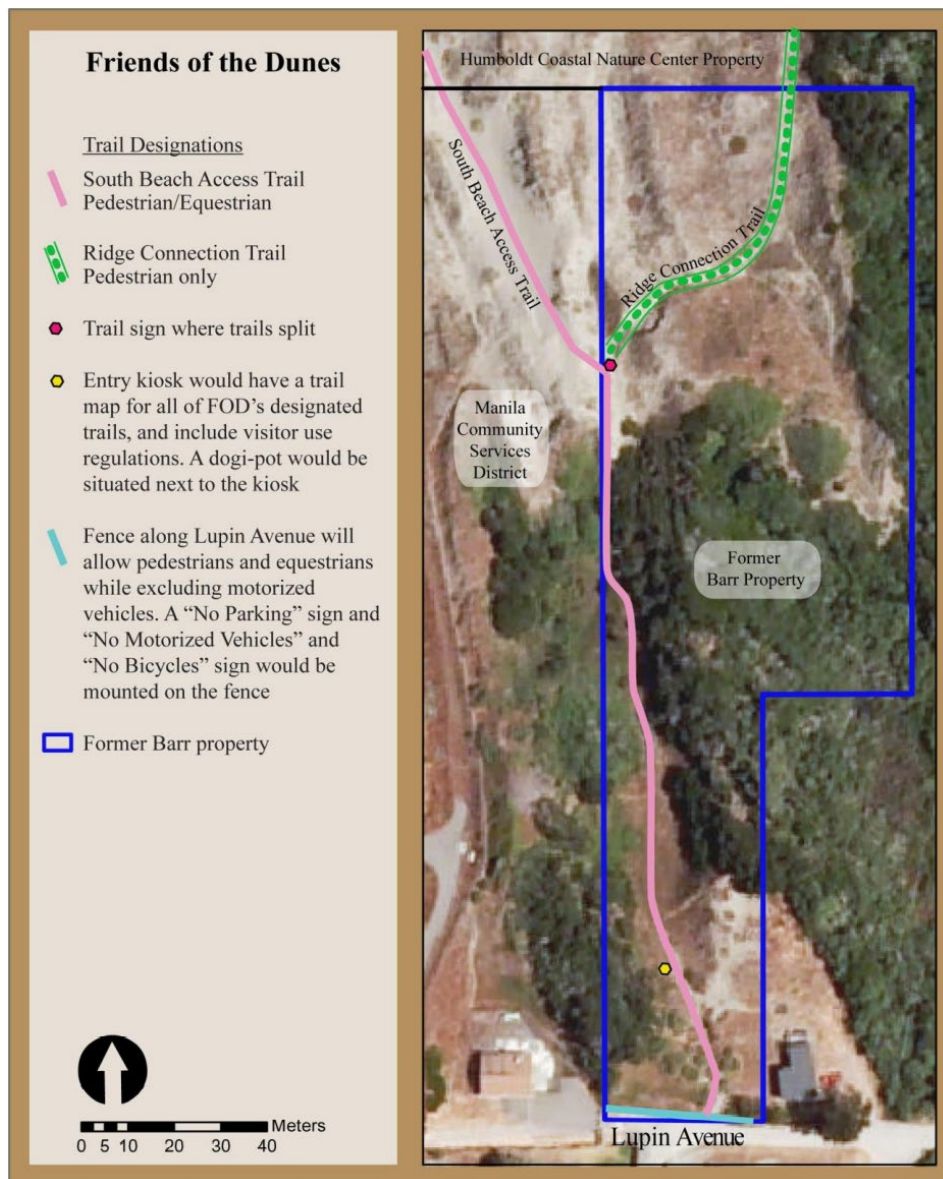 Friends of the Dunes
Trail Designations
South Beach Access Trail
Pedestrian/Equestrian
Ridge Connection Trail
Pedestrian only
Trail sign where trails split
Entry kiosk would have a trail
map for all of FOD’s designated
trails, and include visitor use
regulations. A dogi-pot would be
situated next to the kiosk
Fence along Lupin Avenue will
allow pedestrians and equestrians
while excluding motorized
vehicles. A “No Parking” sign and
“No Motorized Vehicles” and
“No Bicycles” sign would be
mounted on the fence
Former Barr property
Meters
0 5 10 20 30 40
Humboldt Coastal Nature Center Property
South Beach Access Trail
Ridge Connection Trail
Manila
Community
Services
District
Former
Barr Property
Lupin Avenue